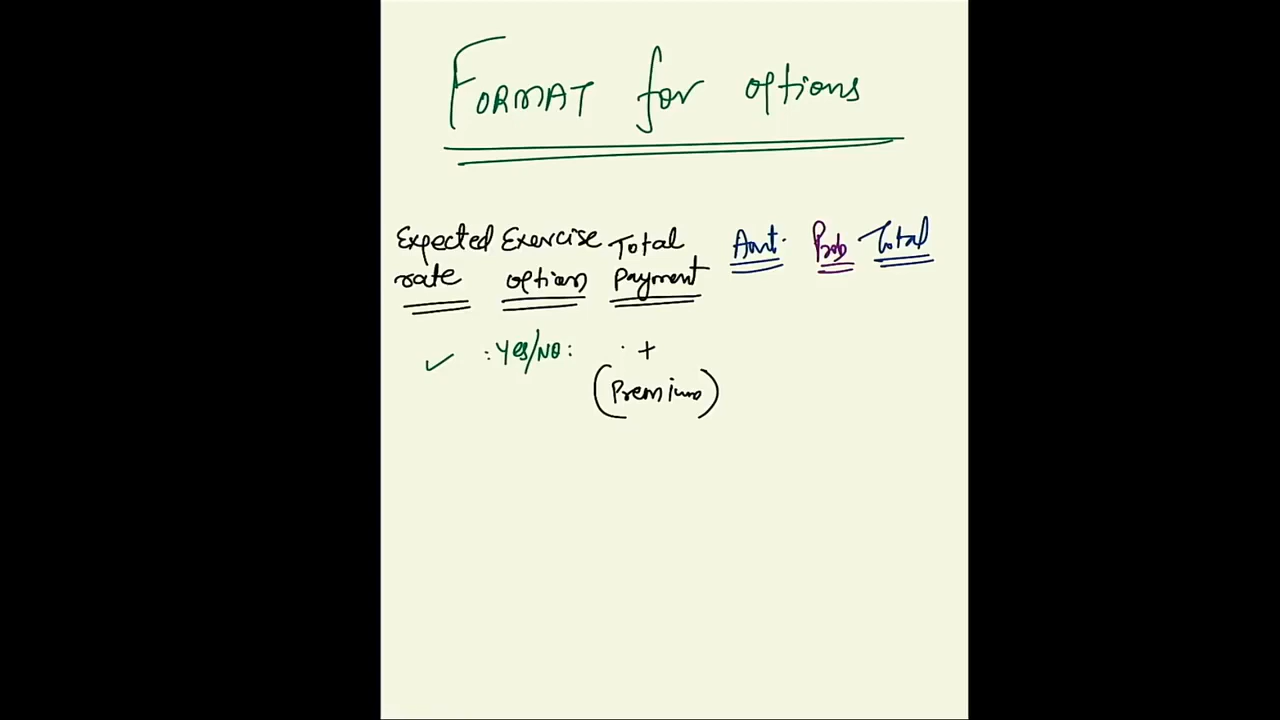 FORMAT for options
Expected Exercise Total Amt. Prob Total
rate option Payment
✓ :Yes/No: . +
(Premium)